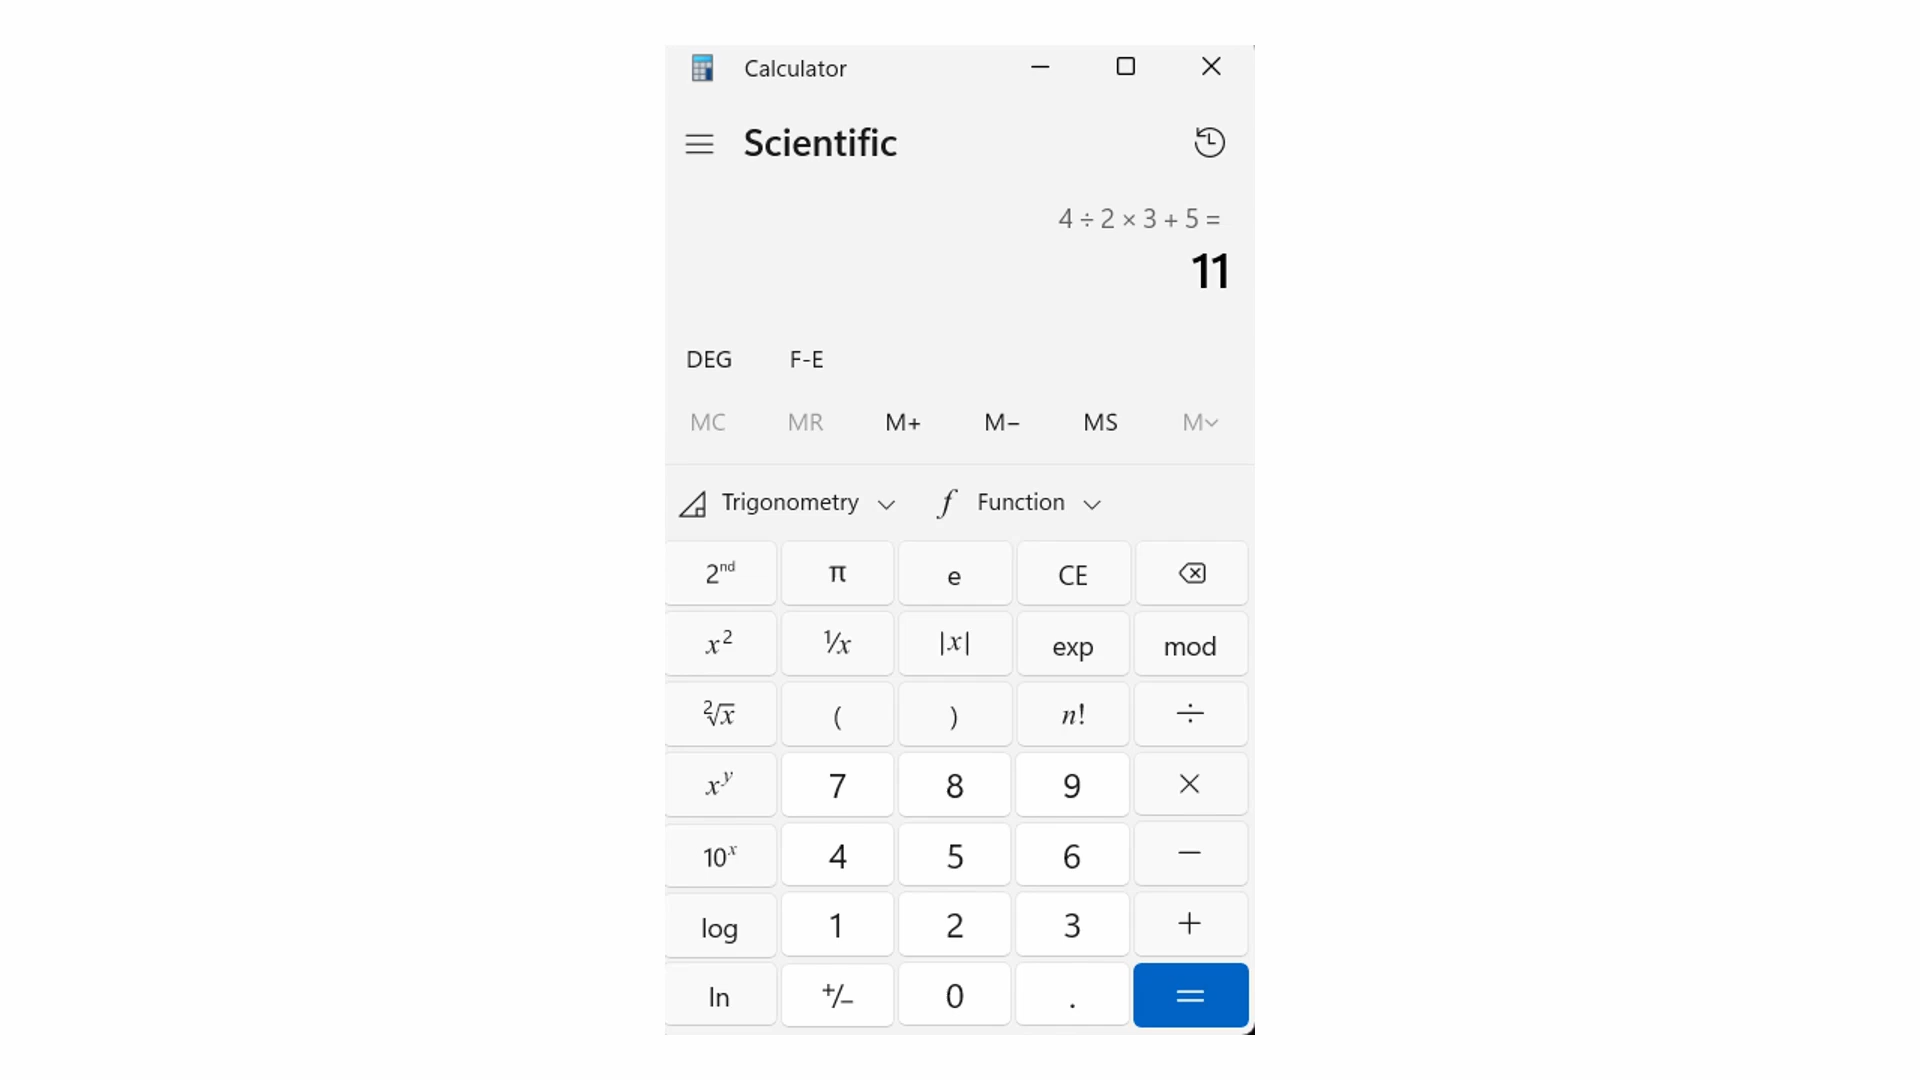 Calculator
Scientific
4 ÷ 2 × 3 + 5 =
11
DEG F-E
MC MR M+ M− MS M
Trigonometry f Function
2ⁿᵈ π e CE
x² ¹/x |x| exp mod
²√x ( ) n! ÷
xʸ 7 8 9 ×
10ˣ 4 5 6 −
log 1 2 3 +
ln +/− 0 . =